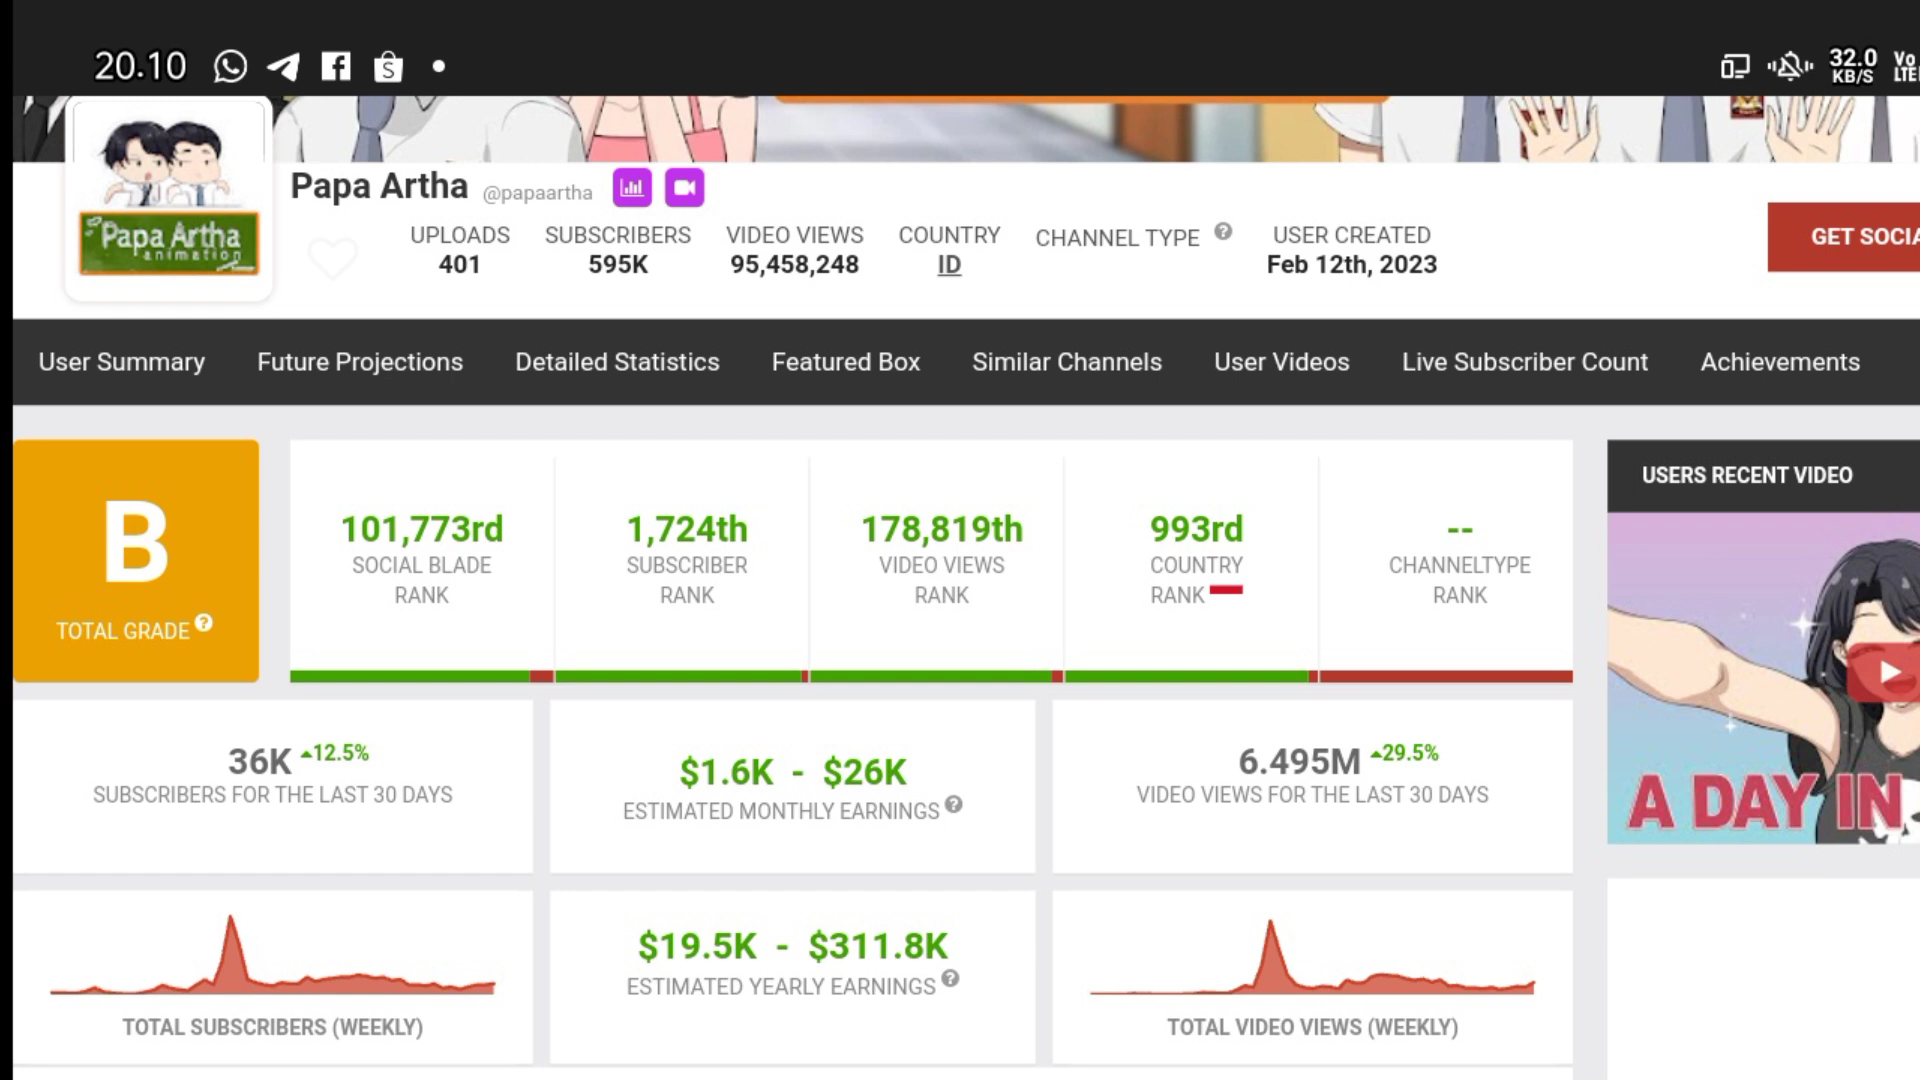 20.10
32.0
KB/S
Vo
LTE
Papa Artha
animation
Papa Artha @papaartha
UPLOADS
401
SUBSCRIBERS
595K
VIDEO VIEWS
95,458,248
COUNTRY
ID
CHANNEL TYPE ?
USER CREATED
Feb 12th, 2023
GET SOCIA
User Summary
Future Projections
Detailed Statistics
Featured Box
Similar Channels
User Videos
Live Subscriber Count
Achievements
B
TOTAL GRADE ?
101,773rd
SOCIAL BLADE
RANK
1,724th
SUBSCRIBER
RANK
178,819th
VIDEO VIEWS
RANK
993rd
COUNTRY
RANK
--
CHANNELTYPE
RANK
USERS RECENT VIDEO
A DAY IN
36K 12.5%
SUBSCRIBERS FOR THE LAST 30 DAYS
$1.6K - $26K
ESTIMATED MONTHLY EARNINGS ?
6.495M 29.5%
VIDEO VIEWS FOR THE LAST 30 DAYS
TOTAL SUBSCRIBERS (WEEKLY)
$19.5K - $311.8K
ESTIMATED YEARLY EARNINGS ?
TOTAL VIDEO VIEWS (WEEKLY)